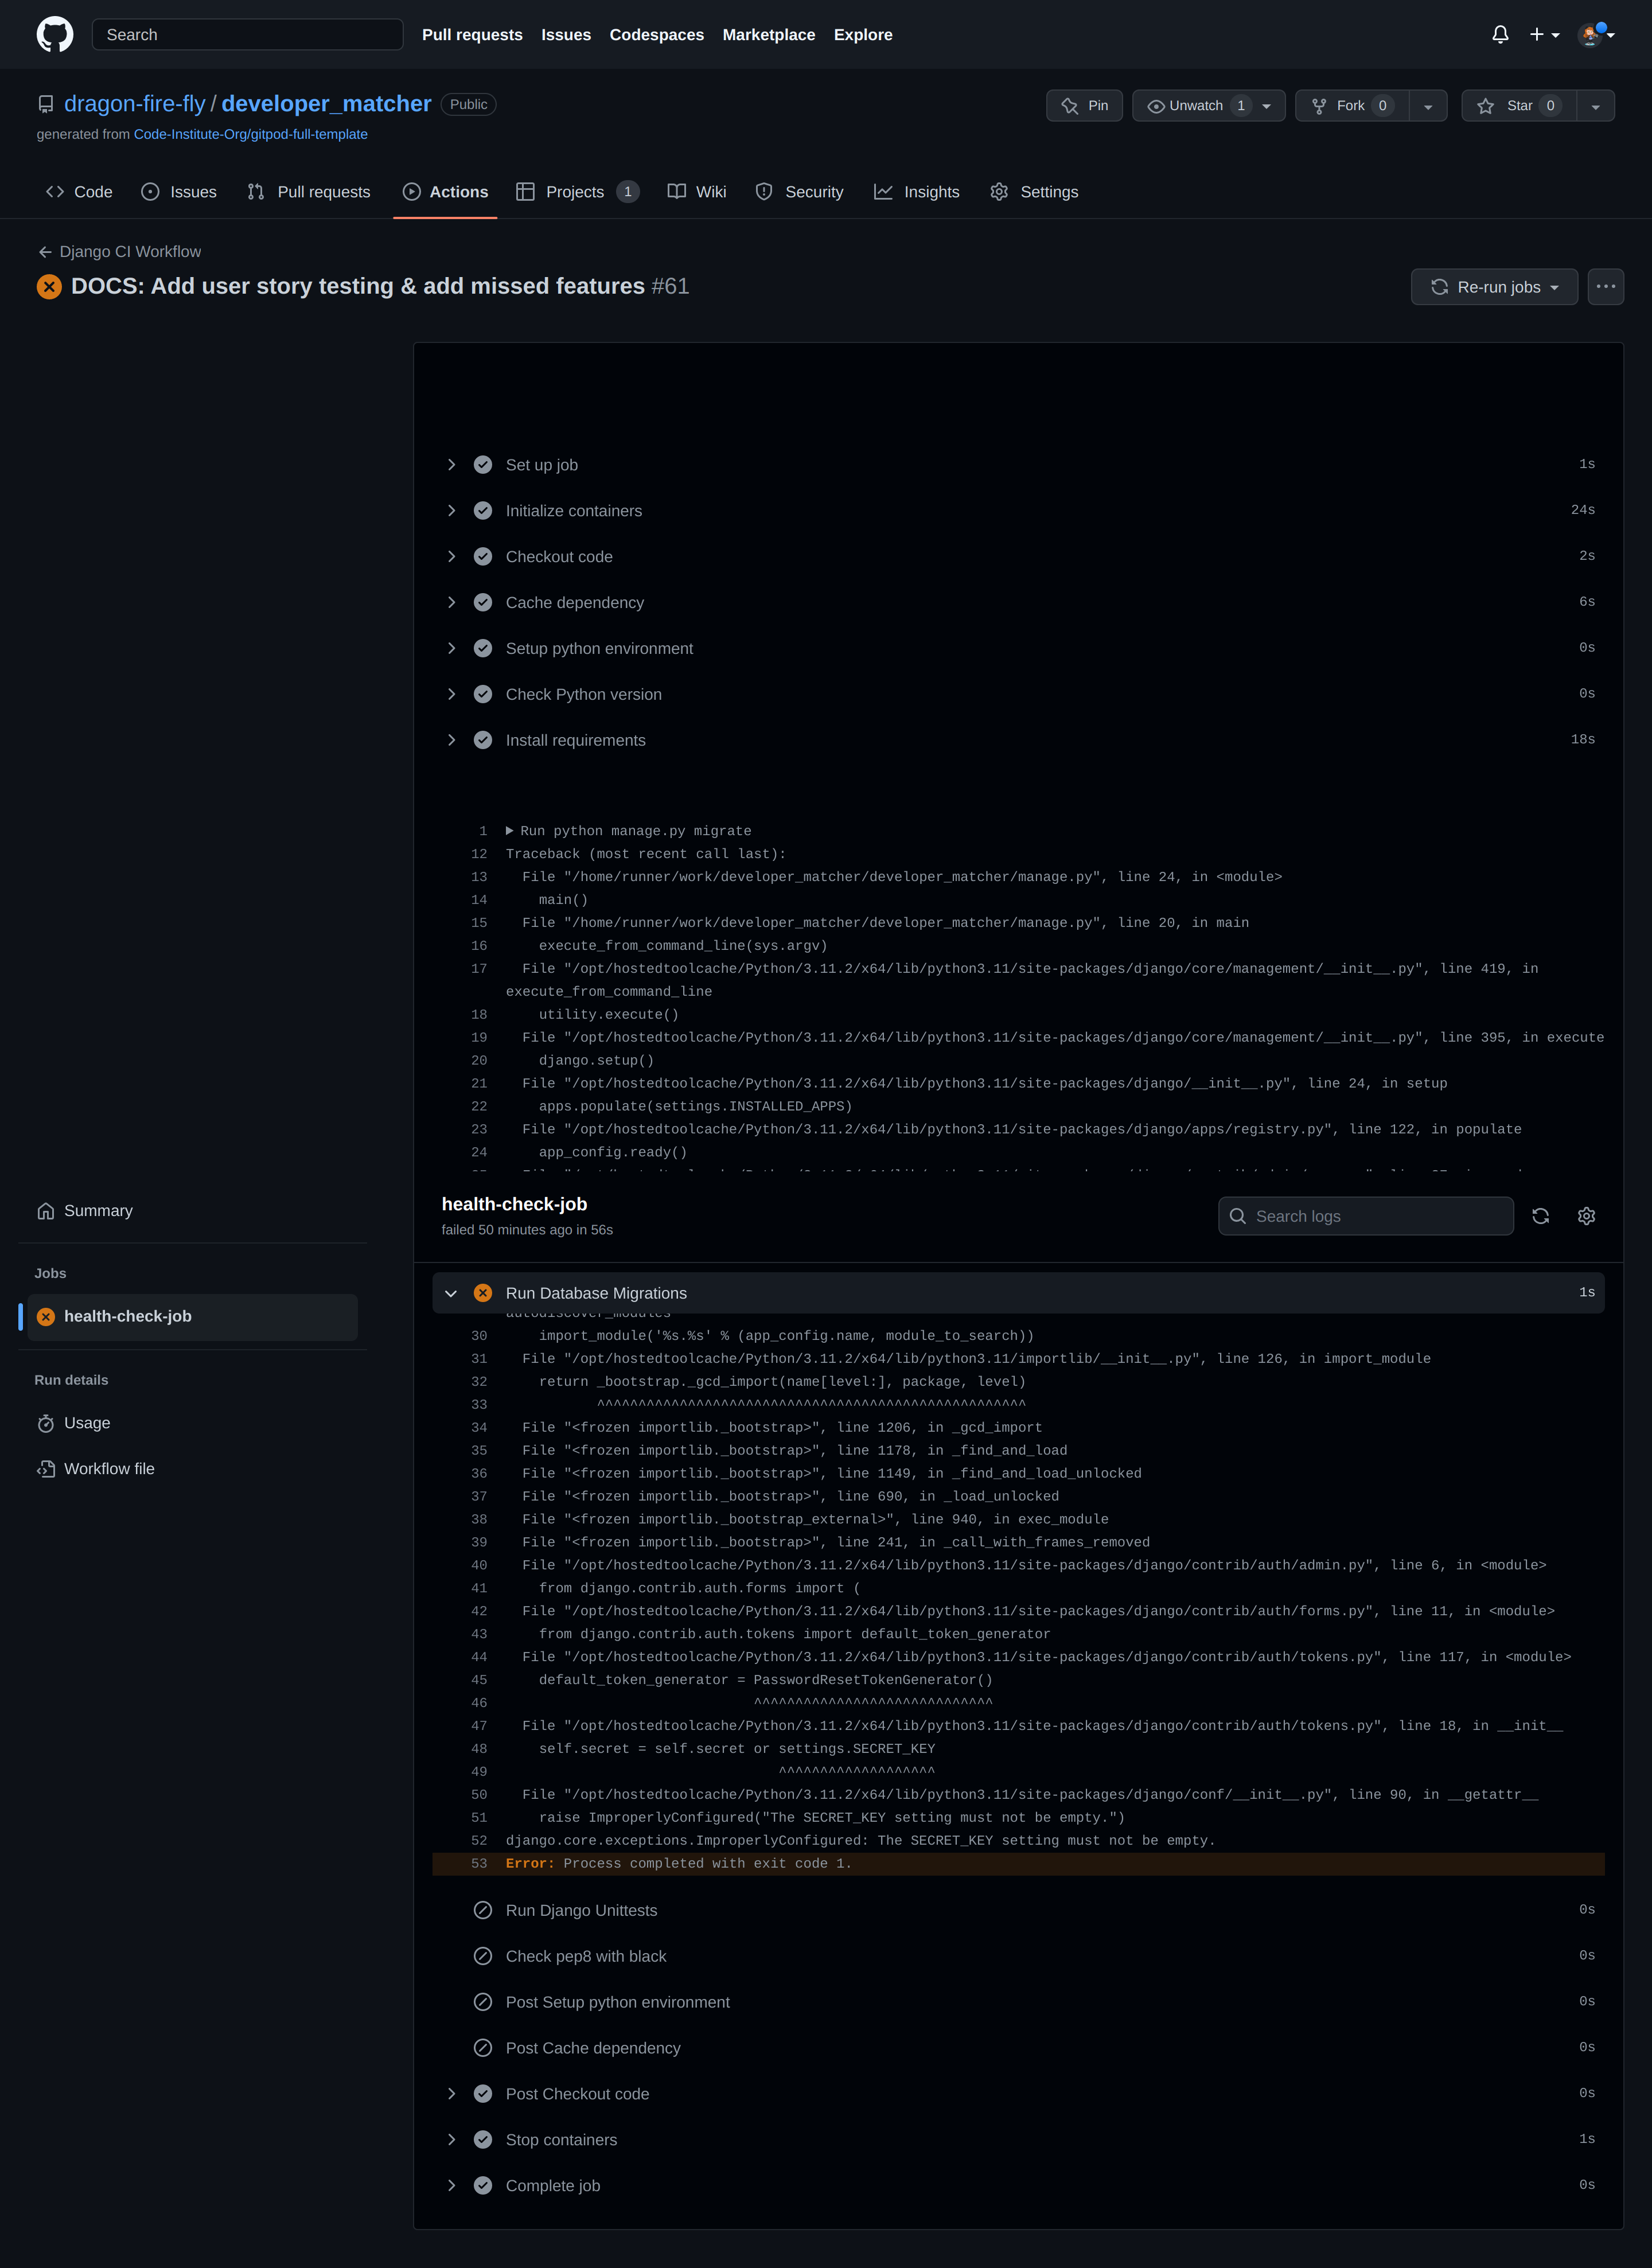 Search
Pull requests Issues Codespaces Marketplace Explore
dragon-fire-fly / developer_matcher Public
Pin Unwatch 1 Fork 0 Star 0
generated from Code-Institute-Org/gitpod-full-template
Code Issues Pull requests Actions Projects 1 Wiki Security Insights Settings
Django CI Workflow
DOCS: Add user story testing & add missed features #61
Re-run jobs
Set up job 1s
Initialize containers 24s
Checkout code 2s
Cache dependency 6s
Setup python environment 0s
Check Python version 0s
Install requirements 18s
1 Run python manage.py migrate
12 Traceback (most recent call last):
13 File "/home/runner/work/developer_matcher/developer_matcher/manage.py", line 24, in <module>
14 main()
15 File "/home/runner/work/developer_matcher/developer_matcher/manage.py", line 20, in main
16 execute_from_command_line(sys.argv)
17 File "/opt/hostedtoolcache/Python/3.11.2/x64/lib/python3.11/site-packages/django/core/management/__init__.py", line 419, in
execute_from_command_line
18 utility.execute()
19 File "/opt/hostedtoolcache/Python/3.11.2/x64/lib/python3.11/site-packages/django/core/management/__init__.py", line 395, in execute
20 django.setup()
21 File "/opt/hostedtoolcache/Python/3.11.2/x64/lib/python3.11/site-packages/django/__init__.py", line 24, in setup
22 apps.populate(settings.INSTALLED_APPS)
23 File "/opt/hostedtoolcache/Python/3.11.2/x64/lib/python3.11/site-packages/django/apps/registry.py", line 122, in populate
24 app_config.ready()
Summary
Jobs
health-check-job
Run details
Usage
Workflow file
health-check-job
failed 50 minutes ago in 56s
Search logs
Run Database Migrations 1s
autodiscover_modules
30 import_module('%s.%s' % (app_config.name, module_to_search))
31 File "/opt/hostedtoolcache/Python/3.11.2/x64/lib/python3.11/importlib/__init__.py", line 126, in import_module
32 return _bootstrap._gcd_import(name[level:], package, level)
33 ^^^^^^^^^^^^^^^^^^^^^^^^^^^^^^^^^^^^^^^^^^^^^^^^^^^^
34 File "<frozen importlib._bootstrap>", line 1206, in _gcd_import
35 File "<frozen importlib._bootstrap>", line 1178, in _find_and_load
36 File "<frozen importlib._bootstrap>", line 1149, in _find_and_load_unlocked
37 File "<frozen importlib._bootstrap>", line 690, in _load_unlocked
38 File "<frozen importlib._bootstrap_external>", line 940, in exec_module
39 File "<frozen importlib._bootstrap>", line 241, in _call_with_frames_removed
40 File "/opt/hostedtoolcache/Python/3.11.2/x64/lib/python3.11/site-packages/django/contrib/auth/admin.py", line 6, in <module>
41 from django.contrib.auth.forms import (
42 File "/opt/hostedtoolcache/Python/3.11.2/x64/lib/python3.11/site-packages/django/contrib/auth/forms.py", line 11, in <module>
43 from django.contrib.auth.tokens import default_token_generator
44 File "/opt/hostedtoolcache/Python/3.11.2/x64/lib/python3.11/site-packages/django/contrib/auth/tokens.py", line 117, in <module>
45 default_token_generator = PasswordResetTokenGenerator()
46 ^^^^^^^^^^^^^^^^^^^^^^^^^^^^^
47 File "/opt/hostedtoolcache/Python/3.11.2/x64/lib/python3.11/site-packages/django/contrib/auth/tokens.py", line 18, in __init__
48 self.secret = self.secret or settings.SECRET_KEY
49 ^^^^^^^^^^^^^^^^^^^
50 File "/opt/hostedtoolcache/Python/3.11.2/x64/lib/python3.11/site-packages/django/conf/__init__.py", line 90, in __getattr__
51 raise ImproperlyConfigured("The SECRET_KEY setting must not be empty.")
52 django.core.exceptions.ImproperlyConfigured: The SECRET_KEY setting must not be empty.
53 Error: Process completed with exit code 1.
Run Django Unittests 0s
Check pep8 with black 0s
Post Setup python environment 0s
Post Cache dependency 0s
Post Checkout code 0s
Stop containers 1s
Complete job 0s